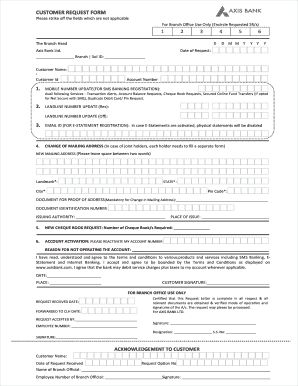 CUSTOMER REQUEST FORM
Please strike off the fields which are not applicable
AXIS BANK
For Branch Office Use Only (Tick/s Requested SR/s)
1 2 3 4 5 6
The Branch Head
D D M M Y Y Y Y
Axis Bank Ltd.
Date of Request:
Branch ( Sol ID :
Customer Name:
Customer Id
Account Number
1. MOBILE NUMBER UPDATE(FOR SMS BANKING REGISTRATION):
Avail following Services - Transaction Alerts, Account Balance, Cheque Book Requests, Secured Online Fund Transfers (if opted
for Net Secure with SMS), Duplicate Debit Card/ Pin Request.
2. LANDLINE NUMBER UPDATE (Res):
LANDLINE NUMBER UPDATE (Off):
3. EMAIL ID (FOR E-STATEMENT REGISTRATION): In case E-Statements are activated, physical statements will be disabled
4. CHANGE OF MAILING ADDRESS (In case of joint holders, each holder needs to fill a separate form)
NEW MAILING ADDRESS (Please leave space between two words)
Landmark*
STATE*
City*
Pin Code*
DOCUMENT FOR PROOF OF ADDRESS(Mandatory for Change in Mailing Address)
DOCUMENT IDENTIFICATION NUMBER
ISSUING AUTHORITY:
PLACE OF ISSUE:
5. NEW CHEQUE BOOK REQUEST: Number of Cheque Book/s Required:
6. ACCOUNT ACTIVATION: PLEASE REACTIVATE MY ACCOUNT NUMBER
REASON FOR NOT OPERATING THE ACCOUNT:
I have read, understood and agree to the terms and conditions to various products and services including SMS Banking, E-
Statement and Internet Banking. I accept and agree to be bounded by the Terms and Conditions as displayed on
www.axisbank.com. I agree that the bank may debit service charges plus taxes to my account wherever applicable.
DATE:
PLACE:
CUSTOMER SIGNATURE:
FOR BRANCH OFFICE USE ONLY
REQUEST RECEIVED DATE:
Certified that this Request Letter is complete in all request & all
relevant documents are obtained & verified mode of operation
and signature of the A/c. The request may please be processed.
FORWARDED TO CLH DATE:
For AXIS BANK LTD
REQUEST ACCEPTED BY
EMPLOYEE NUMBER
Signature
Designation
S.S No:
SIGNATURE:
ACKNOWLEDGEMENT TO CUSTOMER
Customer Name:
Date of Request Received
Request Option No
Name of Branch Official:
Employee Number of Branch Official:
Signature: